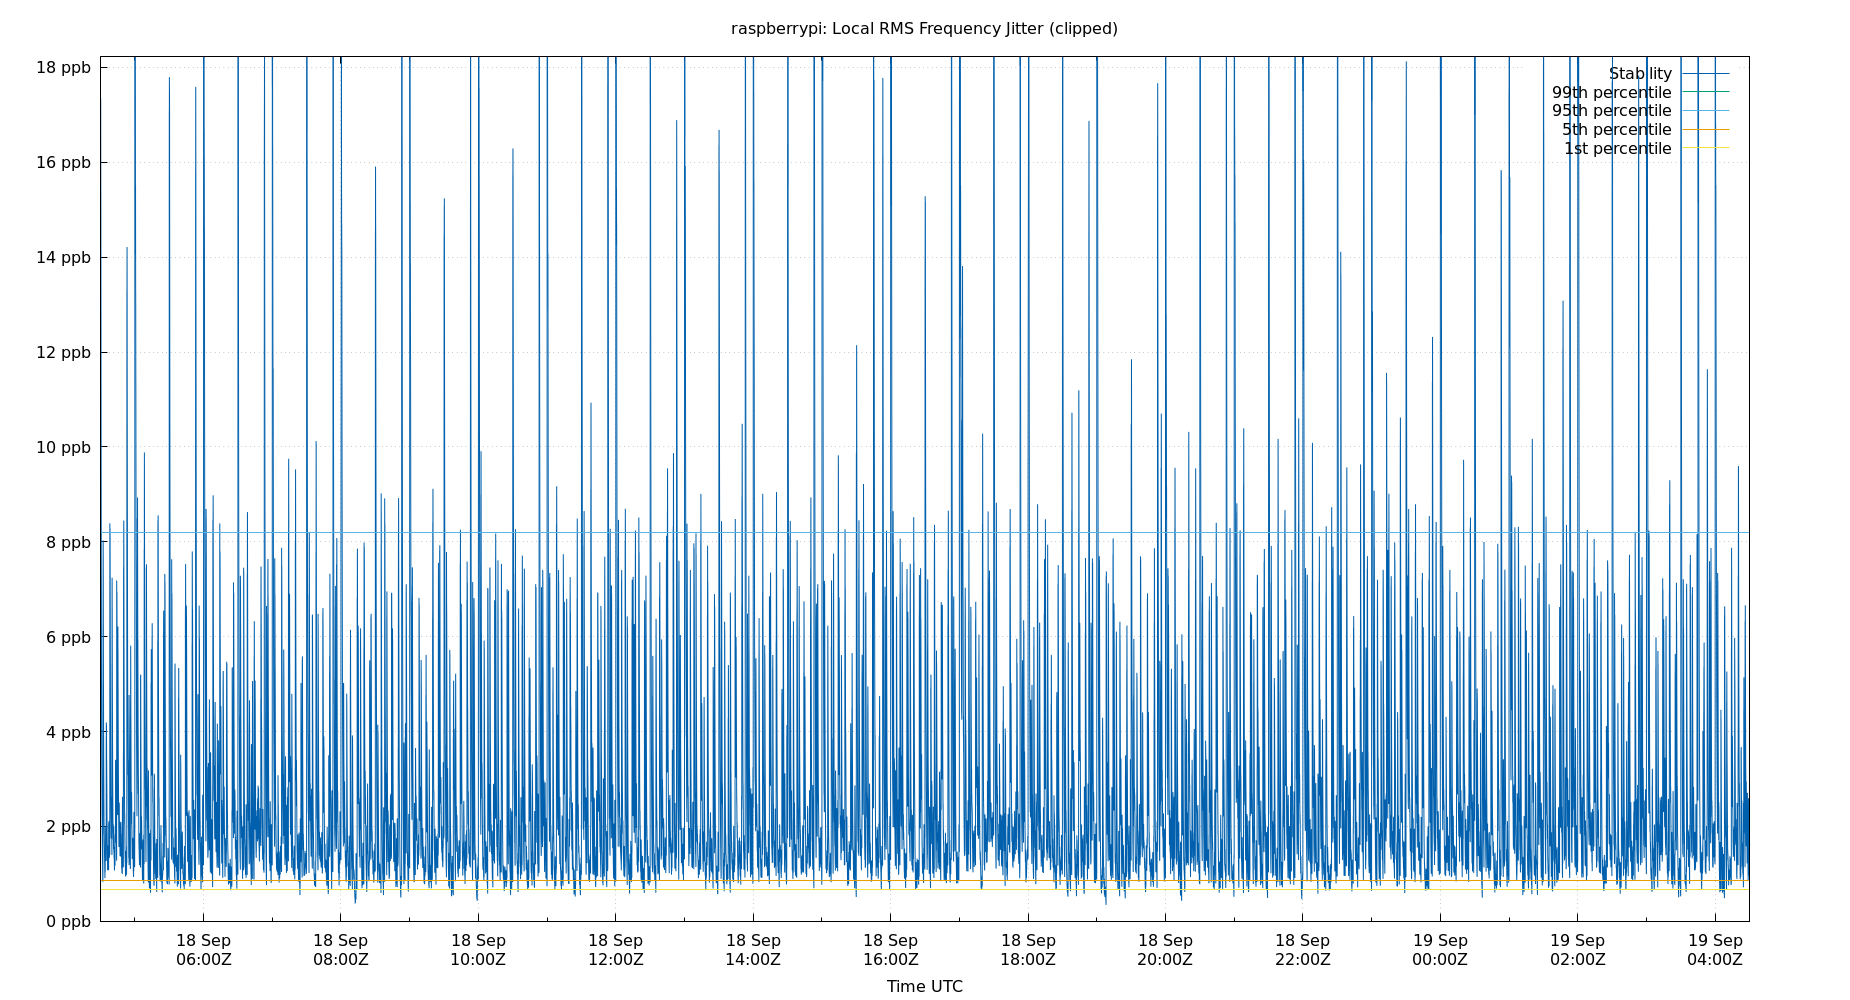 raspberrypi: Local RMS Frequency Jitter (clipped)
18 ppb
16 ppb
14 ppb
12 ppb
10 ppb
8 ppb
6 ppb
4 ppb
2 ppb
0 ppb
Stability
99th percentile
95th percentile
5th percentile
1st percentile
18 Sep 18 Sep 18 Sep 18 Sep 18 Sep 18 Sep 18 Sep 18 Sep 18 Sep 19 Sep 19 Sep 19 Sep
06:00Z 08:00Z 10:00Z 12:00Z 14:00Z 16:00Z 18:00Z 20:00Z 22:00Z 00:00Z 02:00Z 04:00Z
Time UTC